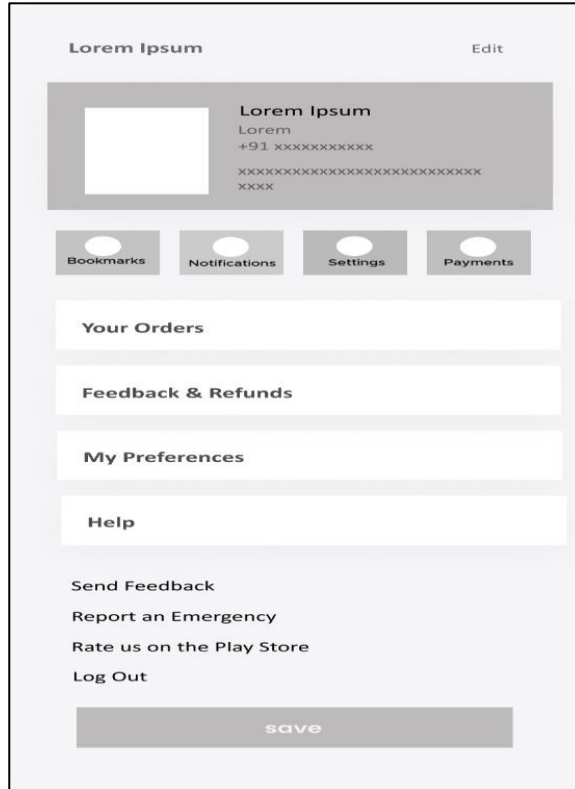 Lorem Ipsum Edit
Lorem Ipsum
Lorem
+91 xxxxxxxxxxx
xxxxxxxxxxxxxxxxxxxxxxxxxxx
xxxx
Bookmarks Notifications Settings Payments
Your Orders
Feedback & Refunds
My Preferences
Help
Send Feedback
Report an Emergency
Rate us on the Play Store
Log Out
save